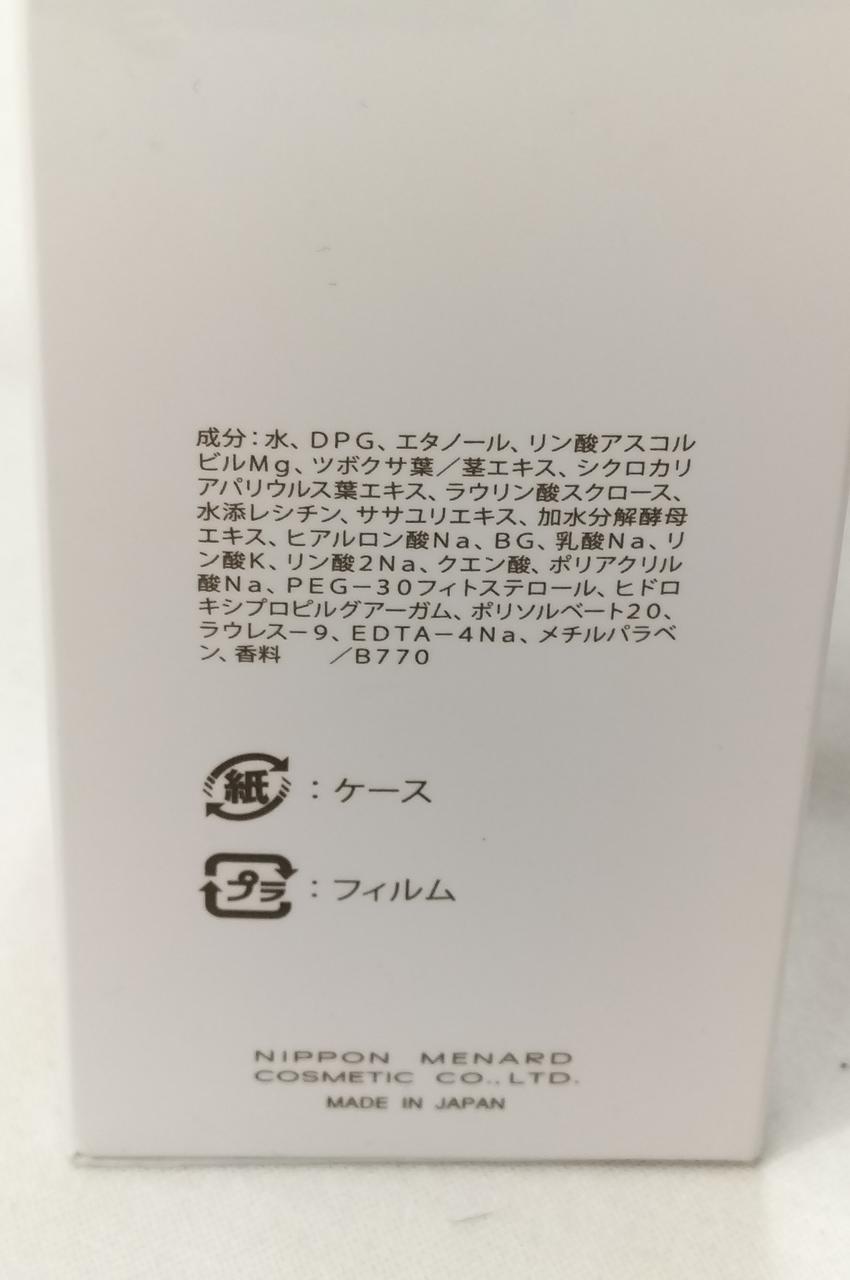 成分：水、DPG、エタノール、リン酸アスコル
ビルMg、ツボクサ葉／茎エキス、シクロカリ
アパリウルス葉エキス、ラウリン酸スクロース、
水添レシチン、ササユリエキス、加水分解酵母
エキス、ヒアルロン酸Na、BG、乳酸Na、リ
ン酸K、リン酸2Na、クエン酸、ポリアクリル
酸Na、PEG－30フィトステロール、ヒドロ
キシプロピルグアーガム、ポリソルベート20、
ラウレス－9、EDTA－4Na、メチルパラベ
ン、香料　　／B770
紙：ケース
プラ：フィルム
NIPPON MENARD
COSMETIC CO.,LTD.
MADE IN JAPAN